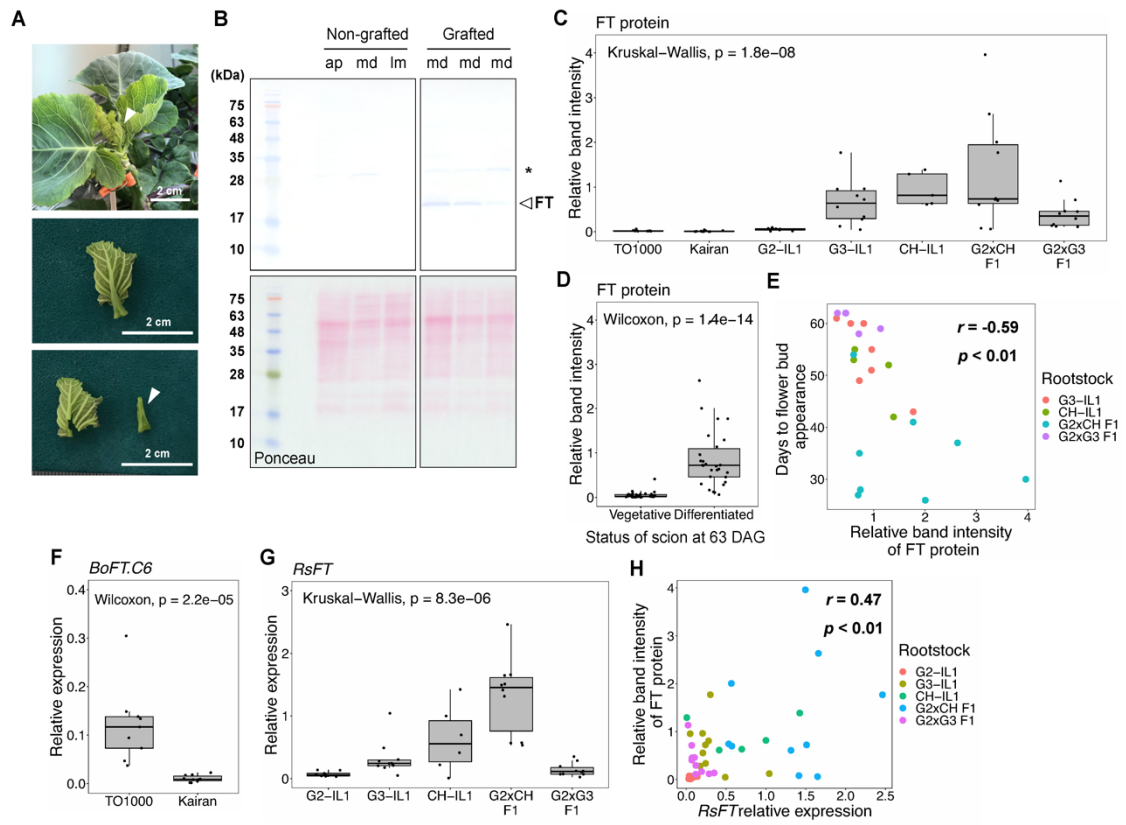 A
2 cm
2 cm
2 cm
B
Non-grafted Grafted
ap md lm md md md
(kDa)
75
63
48
35
28
17
10
*
◁FT
75
63
48
35
28
17
10
Ponceau
C
FT protein
Kruskal−Wallis, p = 1.8e−08
Relative band intensity
4
3
2
1
0
TO1000 Kairan G2−IL1 G3−IL1 CH−IL1 G2xCH F1 G2xG3 F1
D
FT protein
Wilcoxon, p = 1.4e−14
Relative band intensity
4
3
2
1
0
Vegetative Differentiated
Status of scion at 63 DAG
E
r = -0.59
p < 0.01
Days to flower bud
appearance
60
50
40
30
1 2 3 4
Relative band intensity
of FT protein
Rootstock
G3−IL1
CH−IL1
G2xCH F1
G2xG3 F1
F
BoFT.C6
Wilcoxon, p = 2.2e−05
Relative expression
0.4
0.3
0.2
0.1
0.0
TO1000 Kairan
G
RsFT
Kruskal−Wallis, p = 8.3e−06
Relative expression
3
2
1
0
G2−IL1 G3−IL1 CH−IL1 G2xCH F1 G2xG3 F1
H
r = 0.47
p < 0.01
Relative band intensity
of FT protein
4
3
2
1
0
0.0 0.5 1.0 1.5 2.0 2.5
RsFT relative expression
Rootstock
G2−IL1
G3−IL1
CH−IL1
G2xCH F1
G2xG3 F1